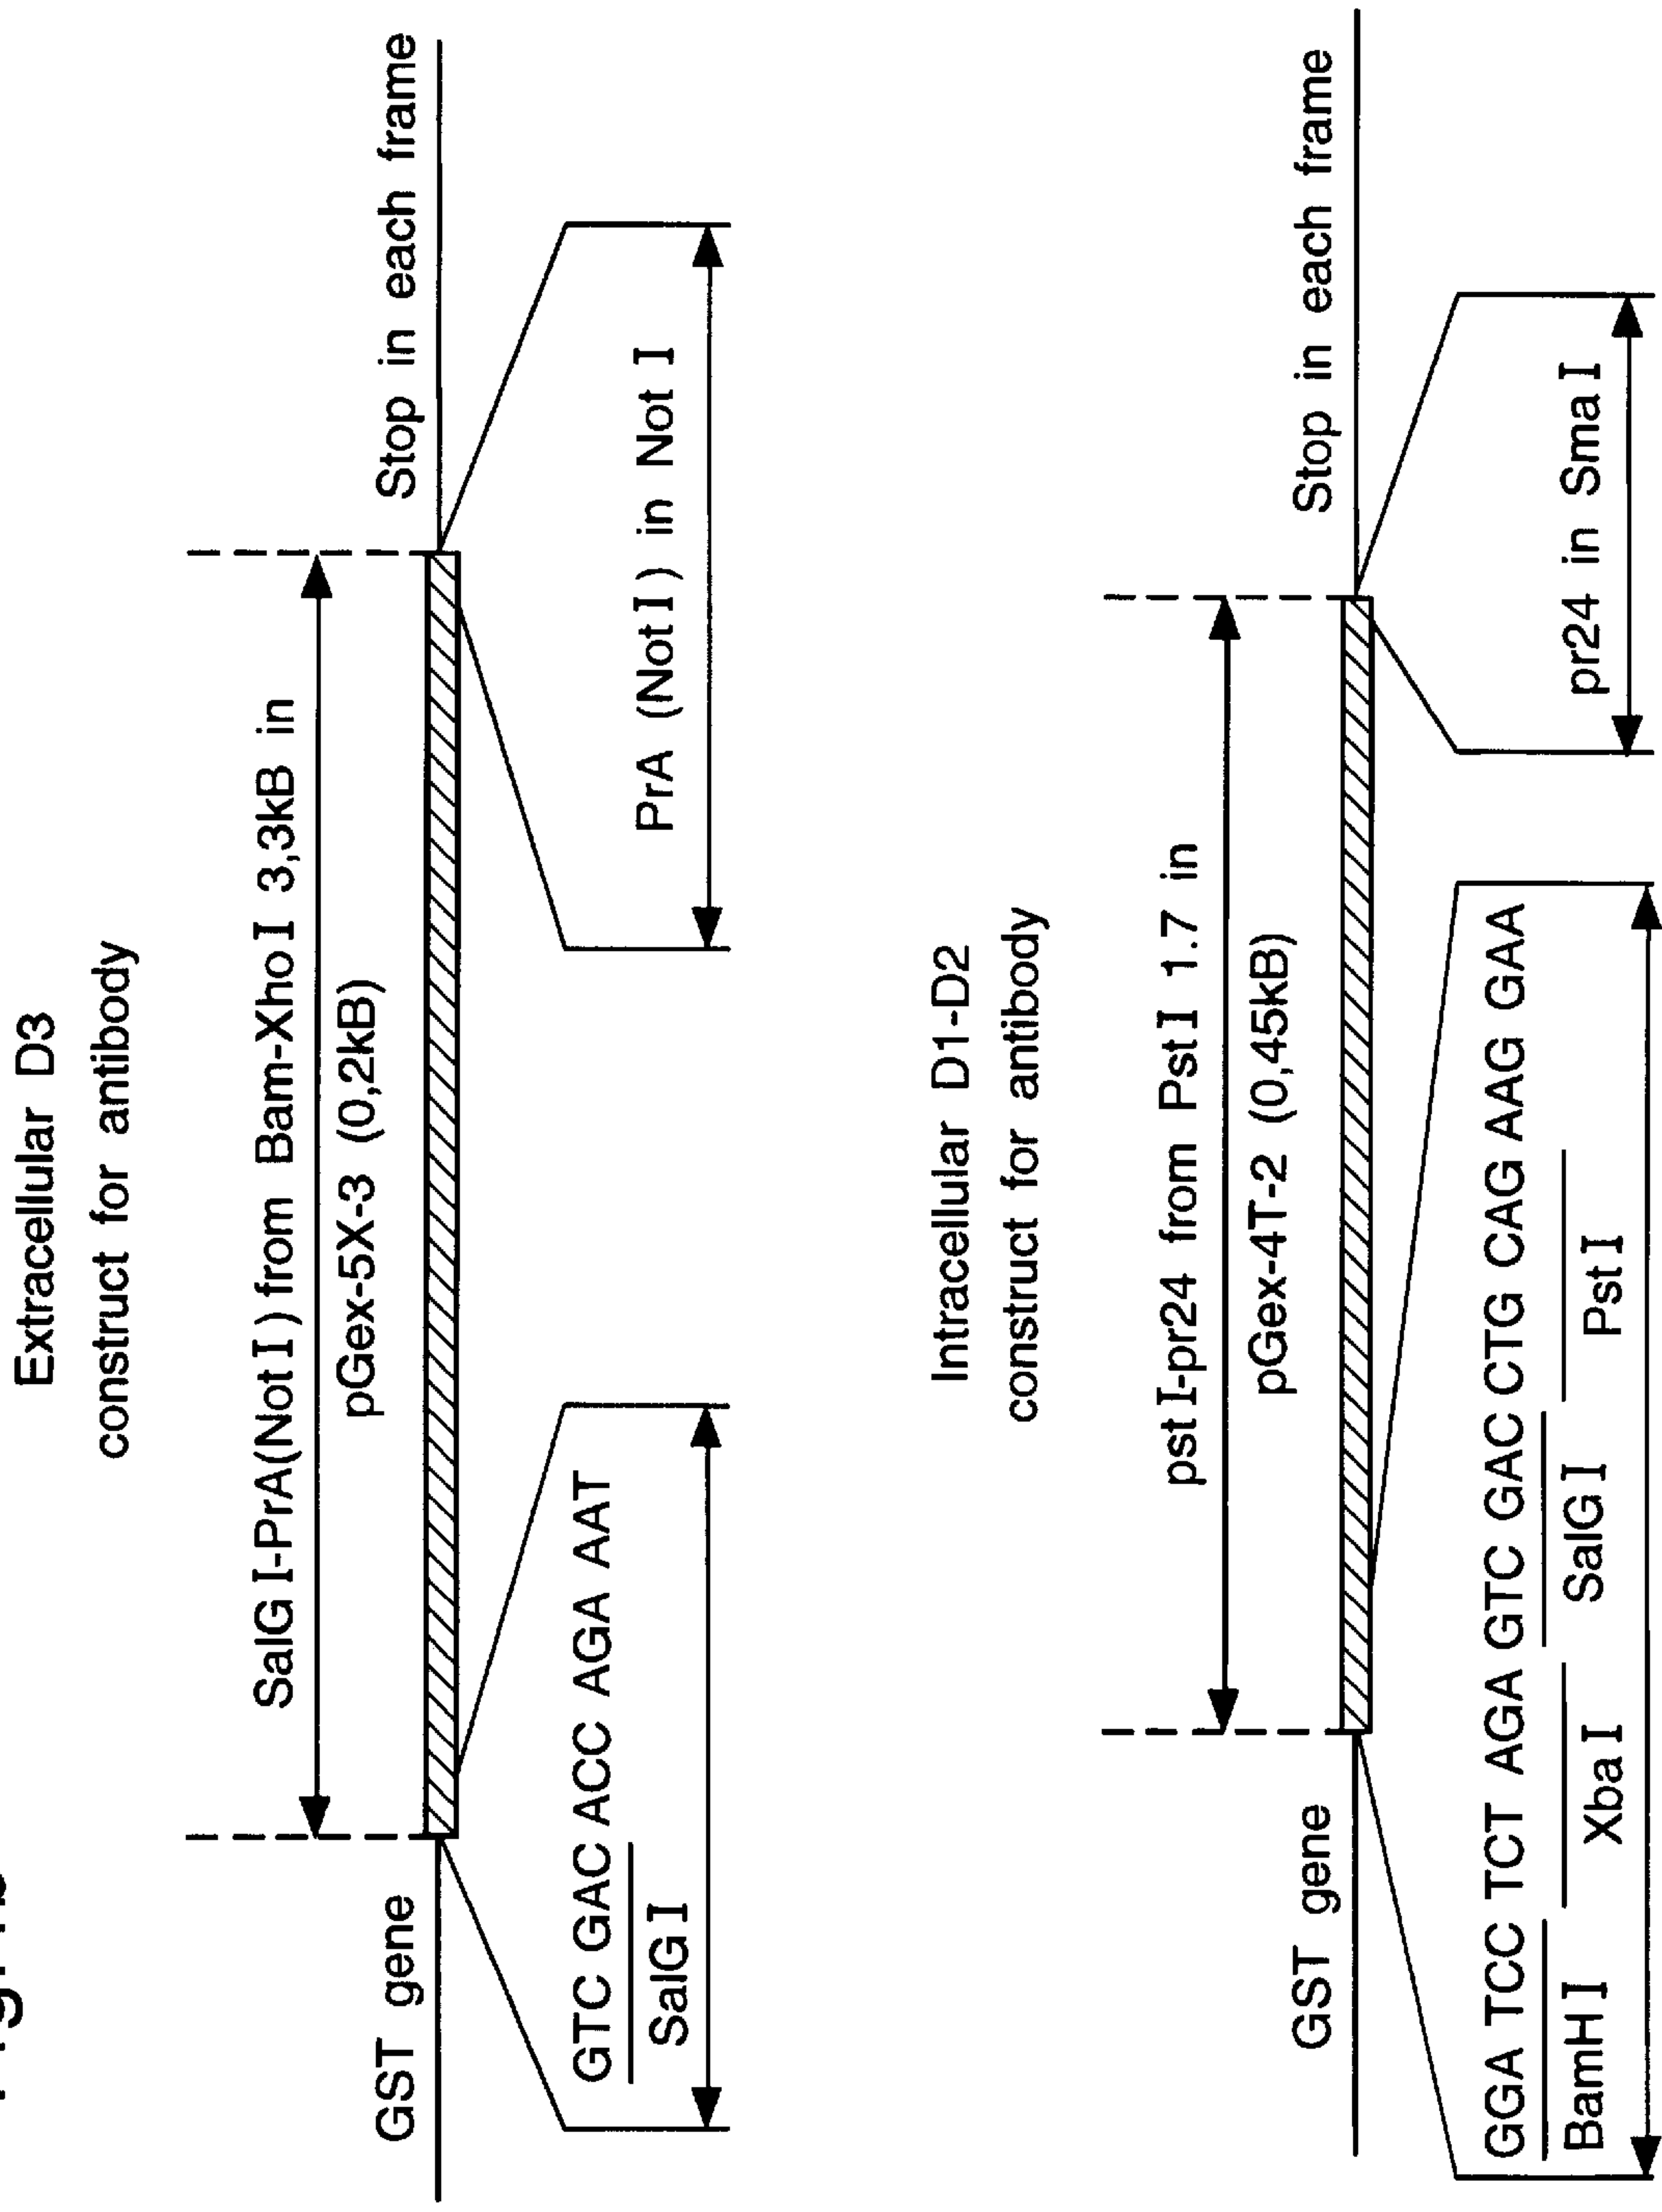 Extracellular D3
construct for antibody
SalG I-PrA(Not I) from Bam-Xho I 3,3kB in
pGex-5X-3 (0,2kB)
GST gene
Stop in each frame
GTC GAC ACC AGA AAT
SalG I
PrA (Not I) in Not I
Intracellular D1-D2
construct for antibody
pst I-pr24 from Pst I 1.7 in
pGex-4T-2 (0,45kB)
GST gene
Stop in each frame
GGA TCC TCT AGA GTC GAC CTG CAG AAG GAA
BamH I
Xba I
SalG I
Pst I
pr24 in Sma I